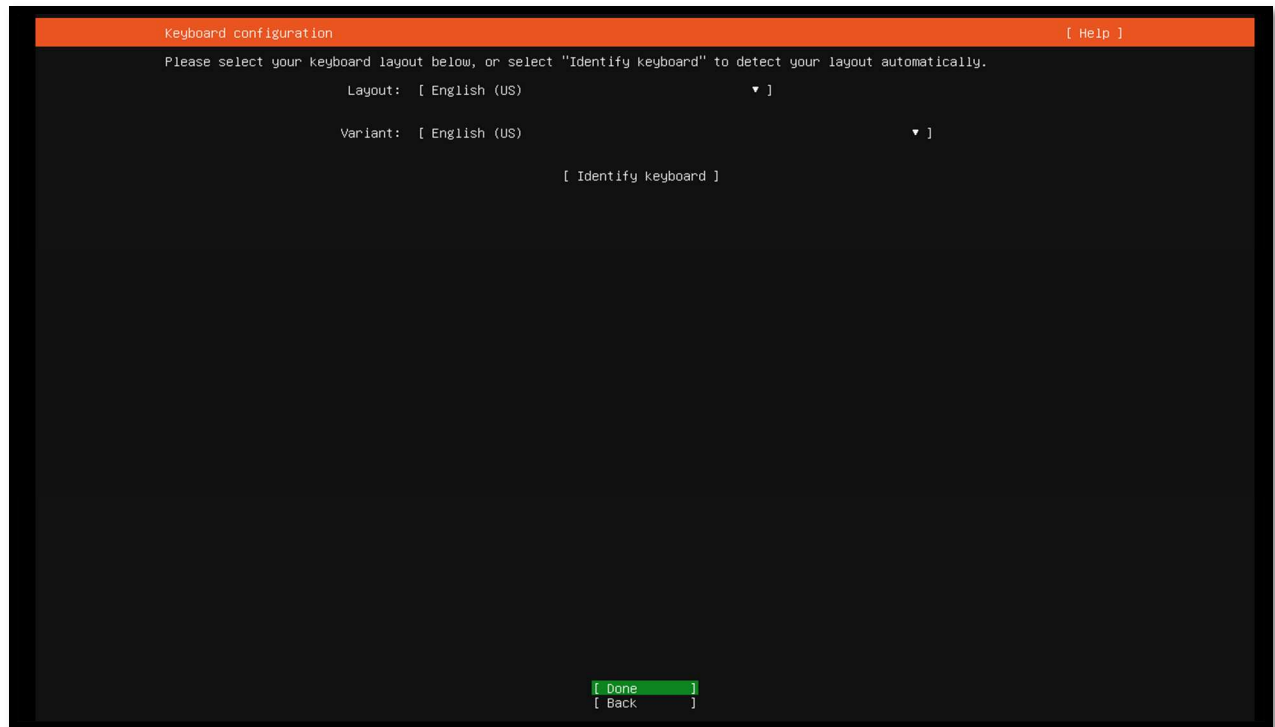 Keyboard configuration [ Help ]
Please select your keyboard layout below, or select "Identify keyboard" to detect your layout automatically.
Layout: [ English (US) ▾ ]
Variant: [ English (US) ▾ ]
[ Identify keyboard ]
[ Done ]
[ Back ]